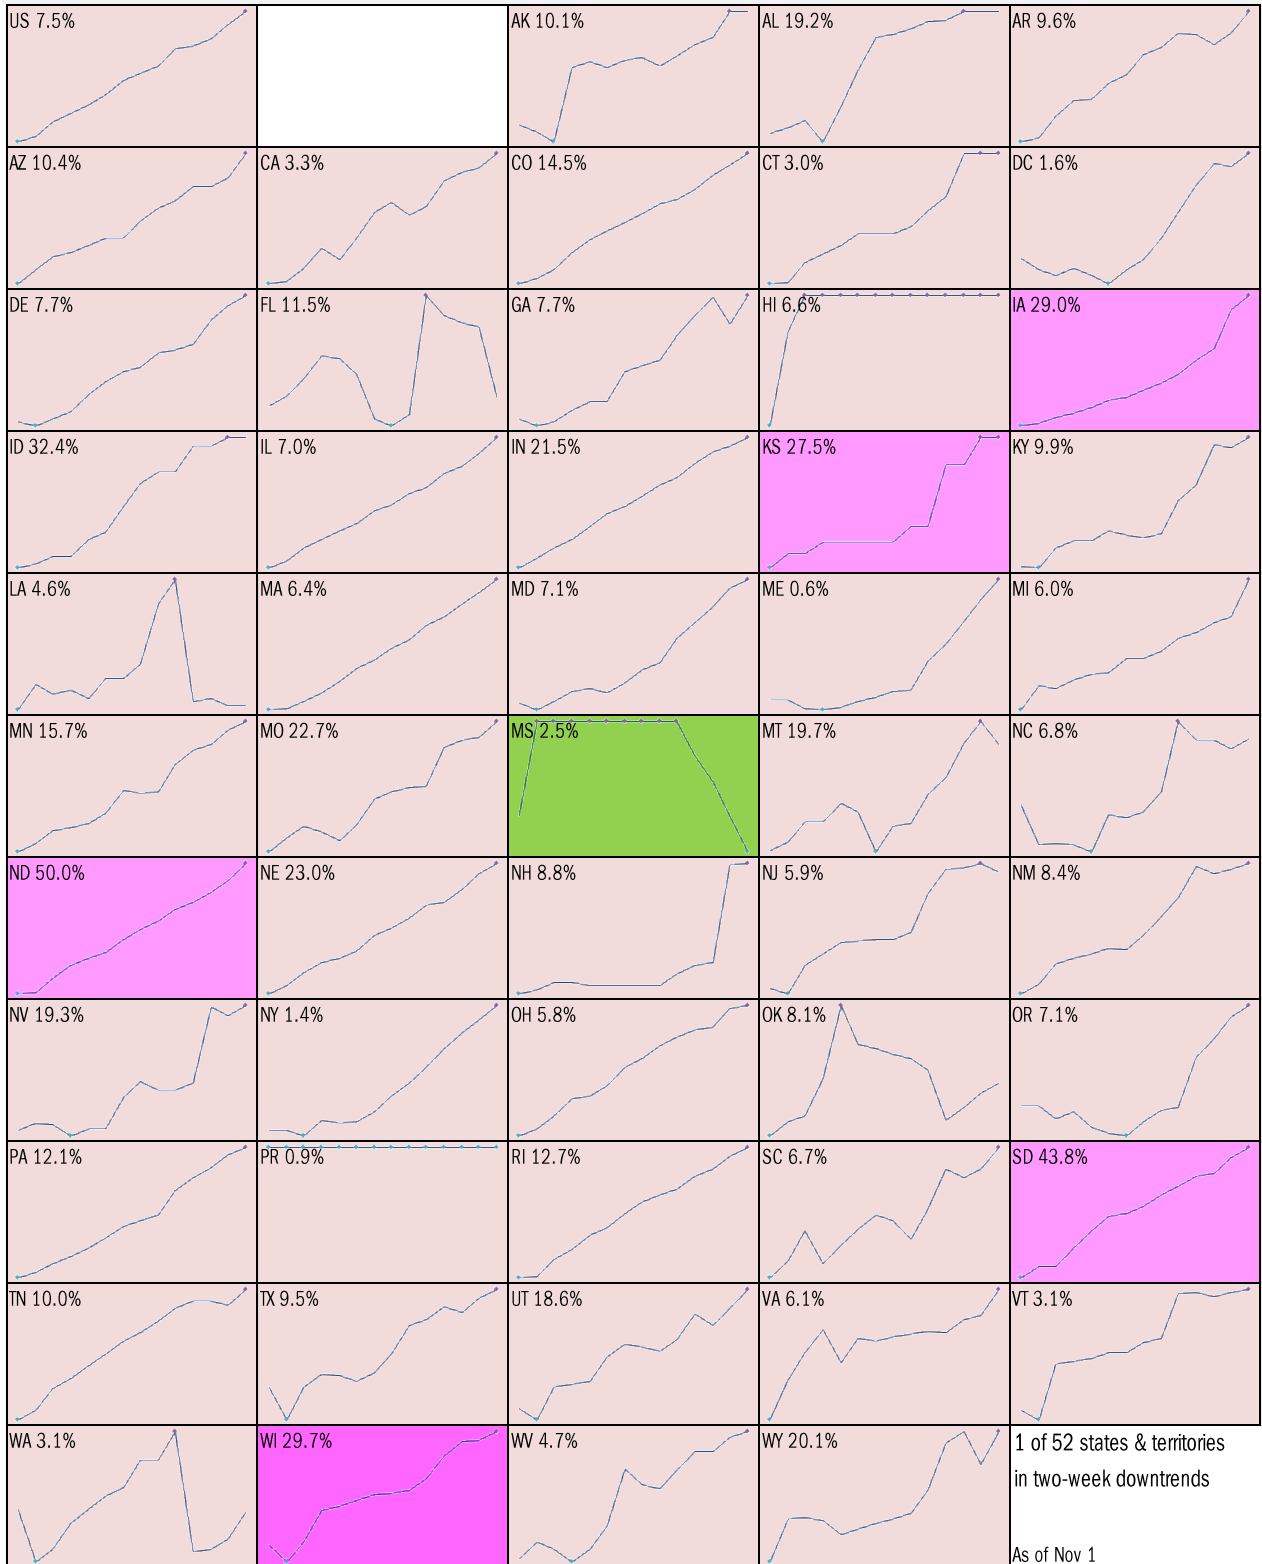 US 7.5%
AK 10.1%
AL 19.2%
AR 9.6%
AZ 10.4%
CA 3.3%
CO 14.5%
CT 3.0%
DC 1.6%
DE 7.7%
FL 11.5%
GA 7.7%
HI 6.6%
IA 29.0%
ID 32.4%
IL 7.0%
IN 21.5%
KS 27.5%
KY 9.9%
LA 4.6%
MA 6.4%
MD 7.1%
ME 0.6%
MI 6.0%
MN 15.7%
MO 22.7%
MS 2.5%
MT 19.7%
NC 6.8%
ND 50.0%
NE 23.0%
NH 8.8%
NJ 5.9%
NM 8.4%
NV 19.3%
NY 1.4%
OH 5.8%
OK 8.1%
OR 7.1%
PA 12.1%
PR 0.9%
RI 12.7%
SC 6.7%
SD 43.8%
TN 10.0%
TX 9.5%
UT 18.6%
VA 6.1%
VT 3.1%
WA 3.1%
WI 29.7%
WV 4.7%
WY 20.1%
1 of 52 states & territories
in two-week downtrends
As of Nov 1